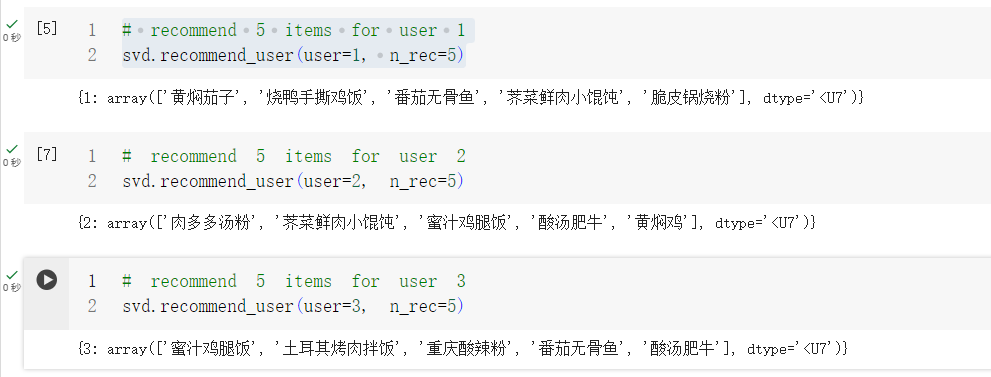 [5] 1 # recommend 5 items for user 1
0 秒 2 svd.recommend_user(user=1, n_rec=5)
{1: array(['黄焖茄子', '烧鸭手撕鸡饭', '番茄无骨鱼', '荠菜鲜肉小馄饨', '脆皮锅烧粉'], dtype='<U7')}
[7] 1 # recommend 5 items for user 2
0 秒 2 svd.recommend_user(user=2, n_rec=5)
{2: array(['肉多多汤粉', '荠菜鲜肉小馄饨', '蜜汁鸡腿饭', '酸汤肥牛', '黄焖鸡'], dtype='<U7')}
1 # recommend 5 items for user 3
0 秒 2 svd.recommend_user(user=3, n_rec=5)
{3: array(['蜜汁鸡腿饭', '土耳其烤肉拌饭', '重庆酸辣粉', '番茄无骨鱼', '酸汤肥牛'], dtype='<U7')}